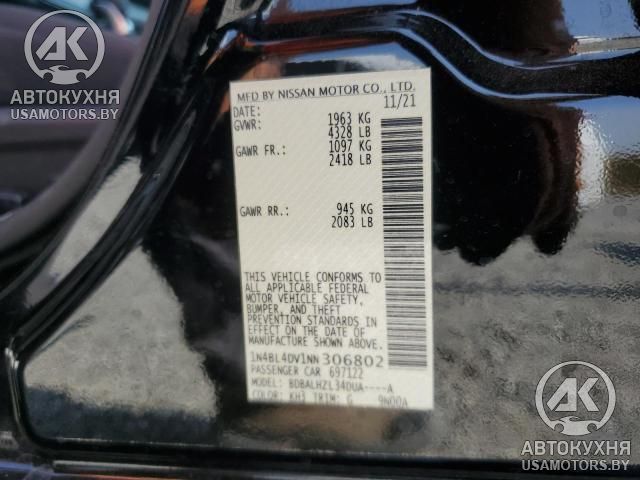 AK
АВТОКУХНЯ
USAMOTORS.BY
MFD BY NISSAN MOTOR CO., LTD.
DATE: 11/21
GVWR: 1963 KG
4328 LB
GAWR FR.: 1097 KG
2418 LB
GAWR RR.: 945 KG
2083 LB
THIS VEHICLE CONFORMS TO
ALL APPLICABLE FEDERAL
MOTOR VEHICLE SAFETY,
BUMPER, AND THEFT
PREVENTION STANDARDS IN
EFFECT ON THE DATE OF
MANUFACTURE SHOWN ABOVE.
1N4BL4DV1NN306802
PASSENGER CAR 697122
MODEL: BDBALHZL34DUA----A
COLOR: KH3 TRIM: G 9N00A
AK
АВТОКУХНЯ
USAMOTORS.BY